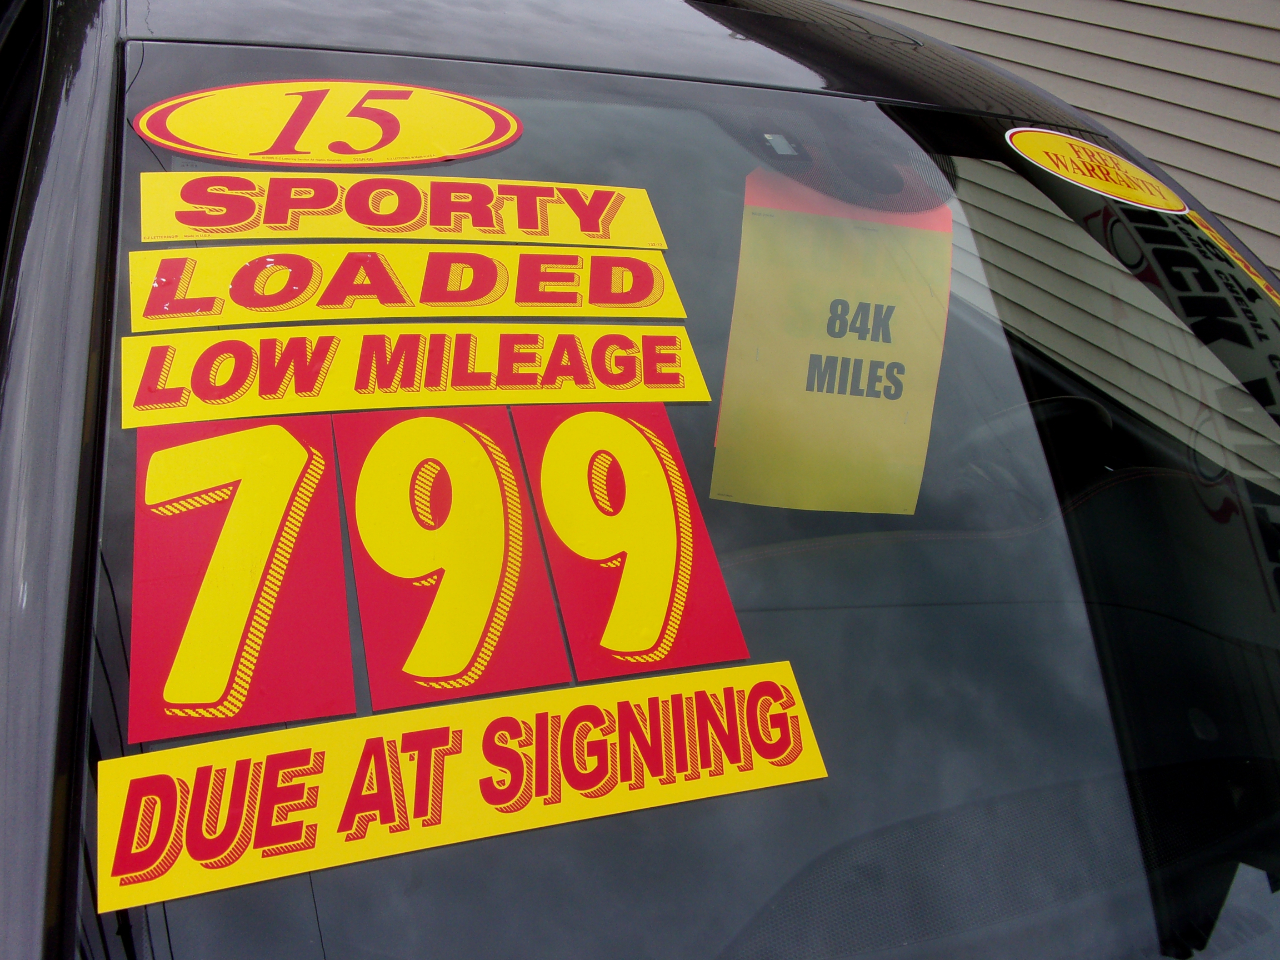 15
SPORTY
LOADED
LOW MILEAGE
799
DUE AT SIGNING
84K
MILES
FREE
WARRANTY